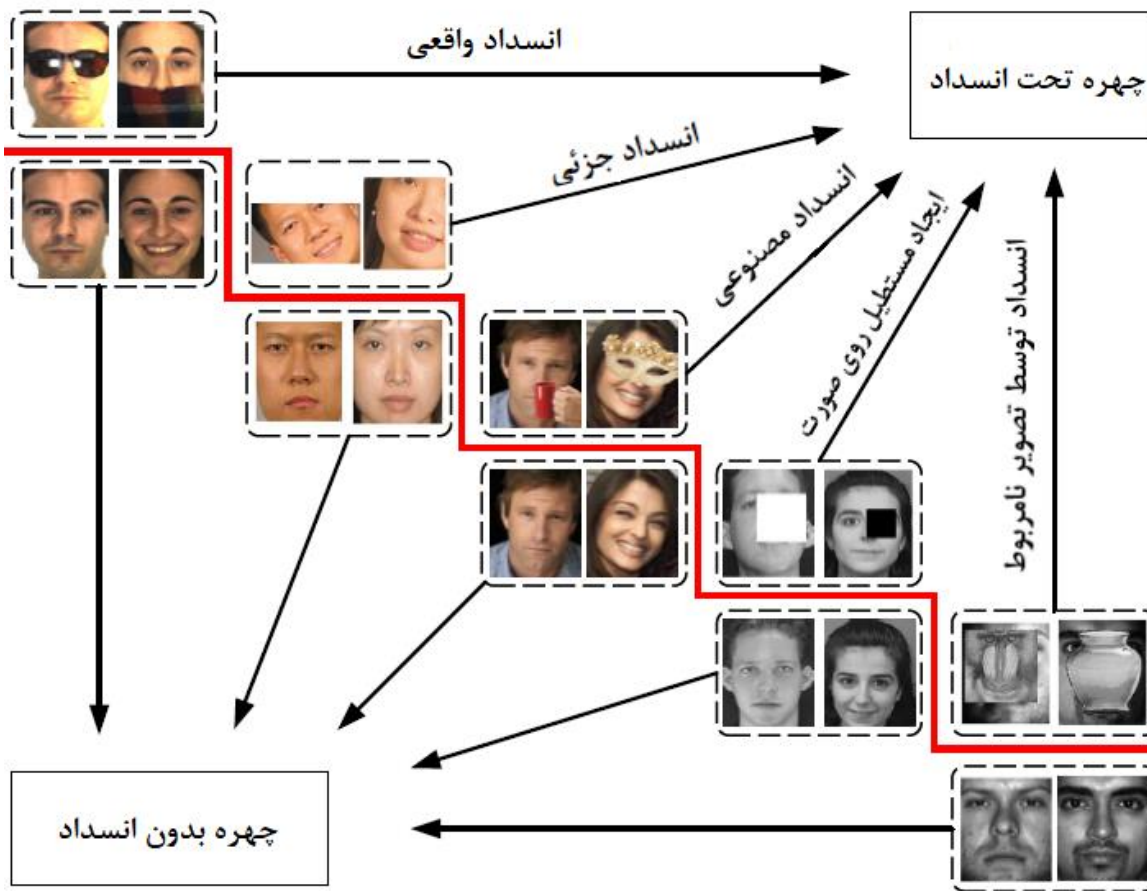 انسداد واقعی
چهره تحت انسداد
انسداد جزئی
انسداد مصنوعی
ایجاد مستطیل روی صورت
انسداد توسط تصویر نامربوط
چهره بدون انسداد